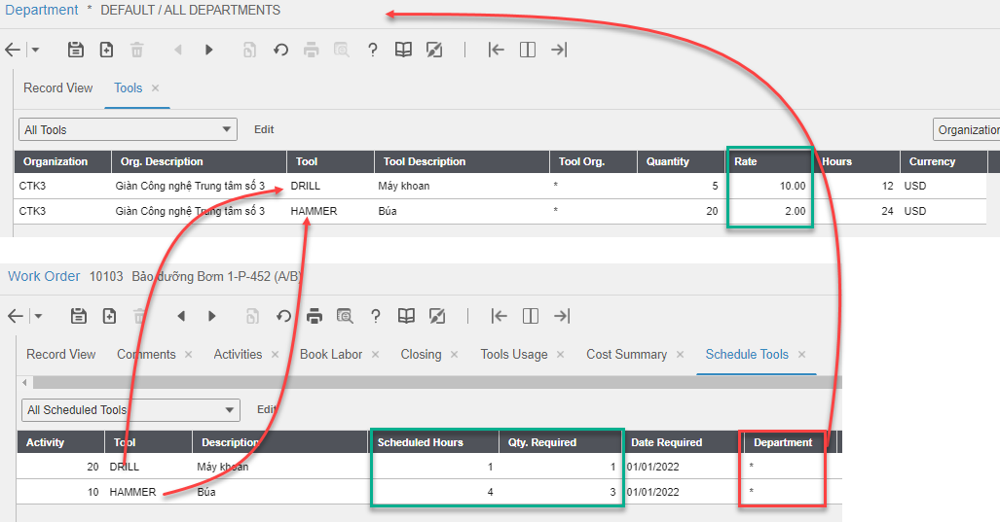 Department * DEFAULT / ALL DEPARTMENTS
Record View Tools ×
All Tools Edit Organization
Organization Org. Description Tool Tool Description Tool Org. Quantity Rate Hours Currency
CTK3 Giàn Công nghệ Trung tâm số 3 DRILL Máy khoan * 5 10.00 12 USD
CTK3 Giàn Công nghệ Trung tâm số 3 HAMMER Búa * 20 2.00 24 USD
Work Order 10103 Bảo dưỡng Bơm 1-P-452 (A/B)
Record View Comments × Activities × Book Labor × Closing × Tools Usage × Cost Summary × Schedule Tools ×
All Scheduled Tools Edit
Activity Tool Description Scheduled Hours Qty. Required Date Required Department
20 DRILL Máy khoan 1 1 01/01/2022 *
10 HAMMER Búa 4 3 01/01/2022 *